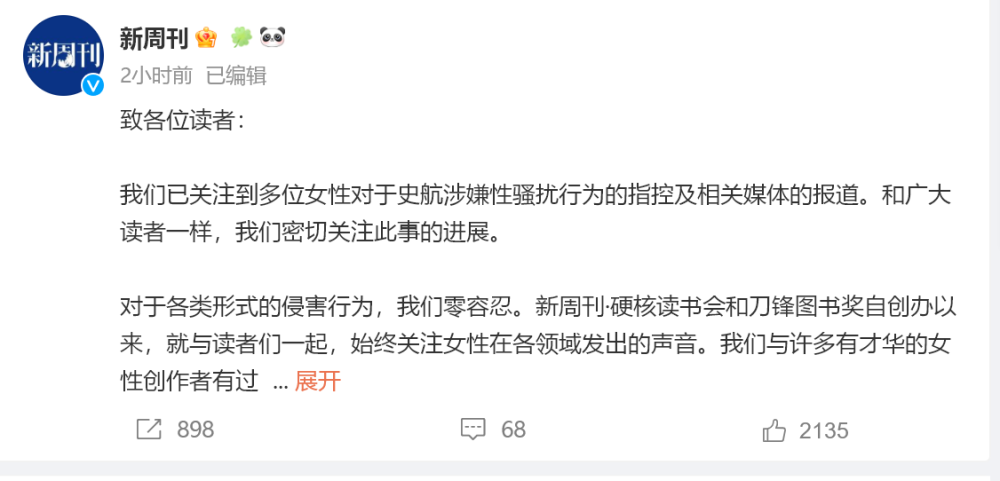 新周刊
新周刊
2小时前 已编辑
致各位读者：
我们已关注到多位女性对于史航涉嫌性骚扰行为的指控及相关媒体的报道。和广大
读者一样，我们密切关注此事的进展。
对于各类形式的侵害行为，我们零容忍。新周刊·硬核读书会和刀锋图书奖自创办以
来，就与读者们一起，始终关注女性在各领域发出的声音。我们与许多有才华的女
性创作者有过 ... 展开
898 68 2135